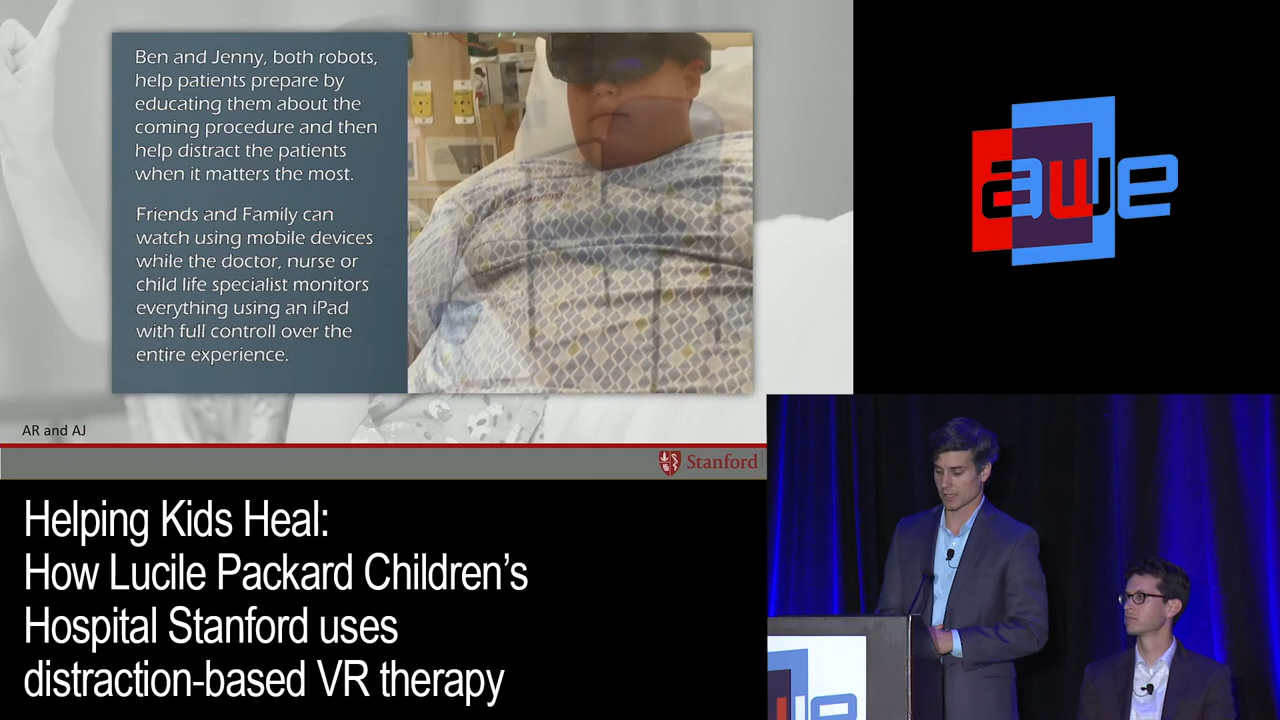 Ben and Jenny, both robots,
help patients prepare by
educating them about the
coming procedure and then
help distract the patients
when it matters the most.
Friends and Family can
watch using mobile devices
while the doctor, nurse or
child life specialist monitors
everything using an iPad
with full controll over the
entire experience.
awe
AR and AJ
Stanford
Helping Kids Heal:
How Lucile Packard Children’s
Hospital Stanford uses
distraction-based VR therapy